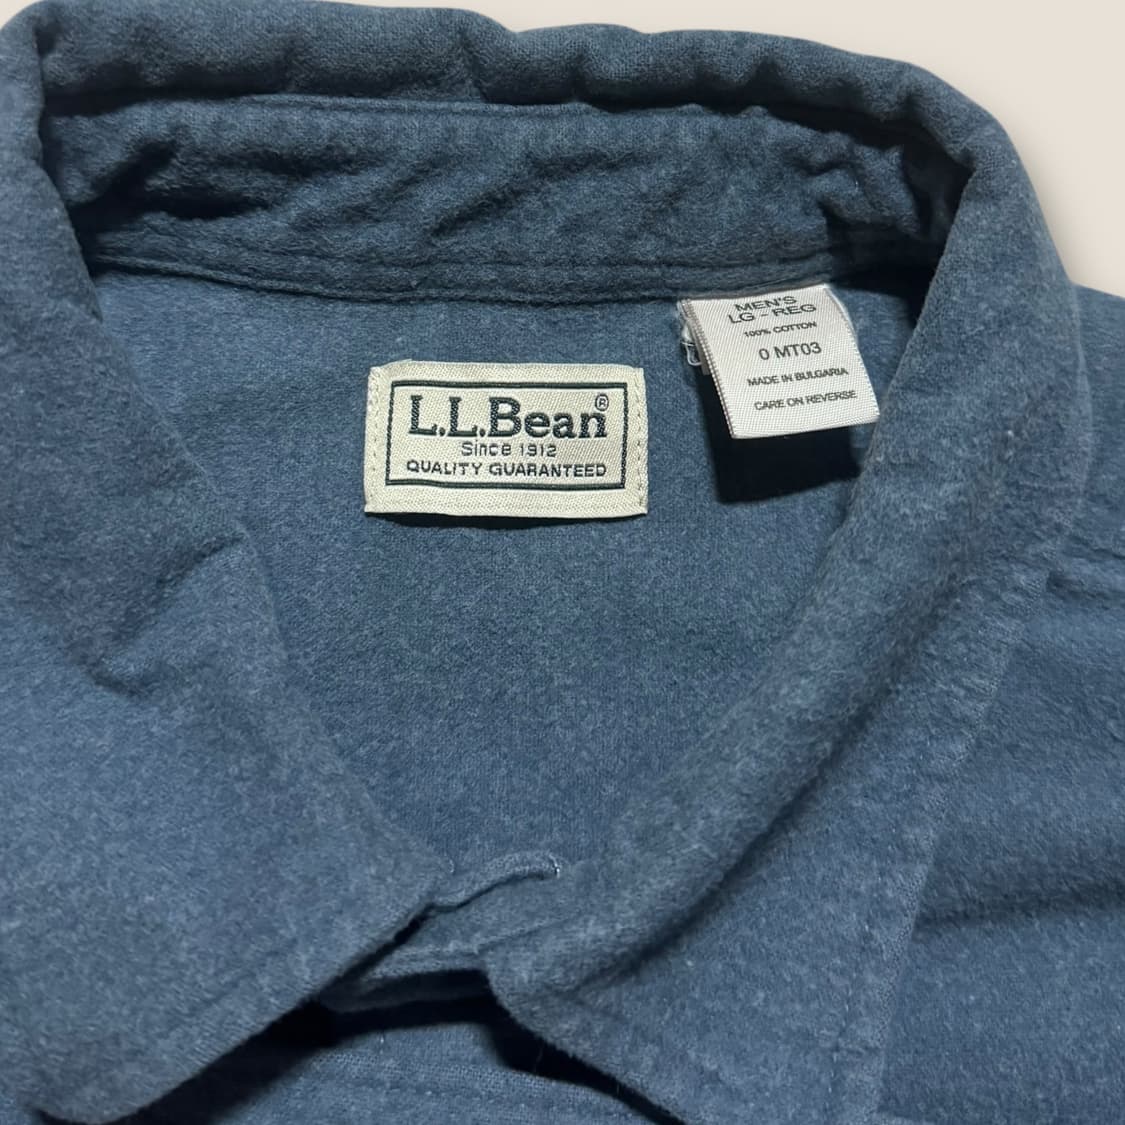 L.L.Bean®
Since 1912
QUALITY GUARANTEED
MEN'S
LG - REG
100% COTTON
0 MT03
MADE IN BULGARIA
CARE ON REVERSE